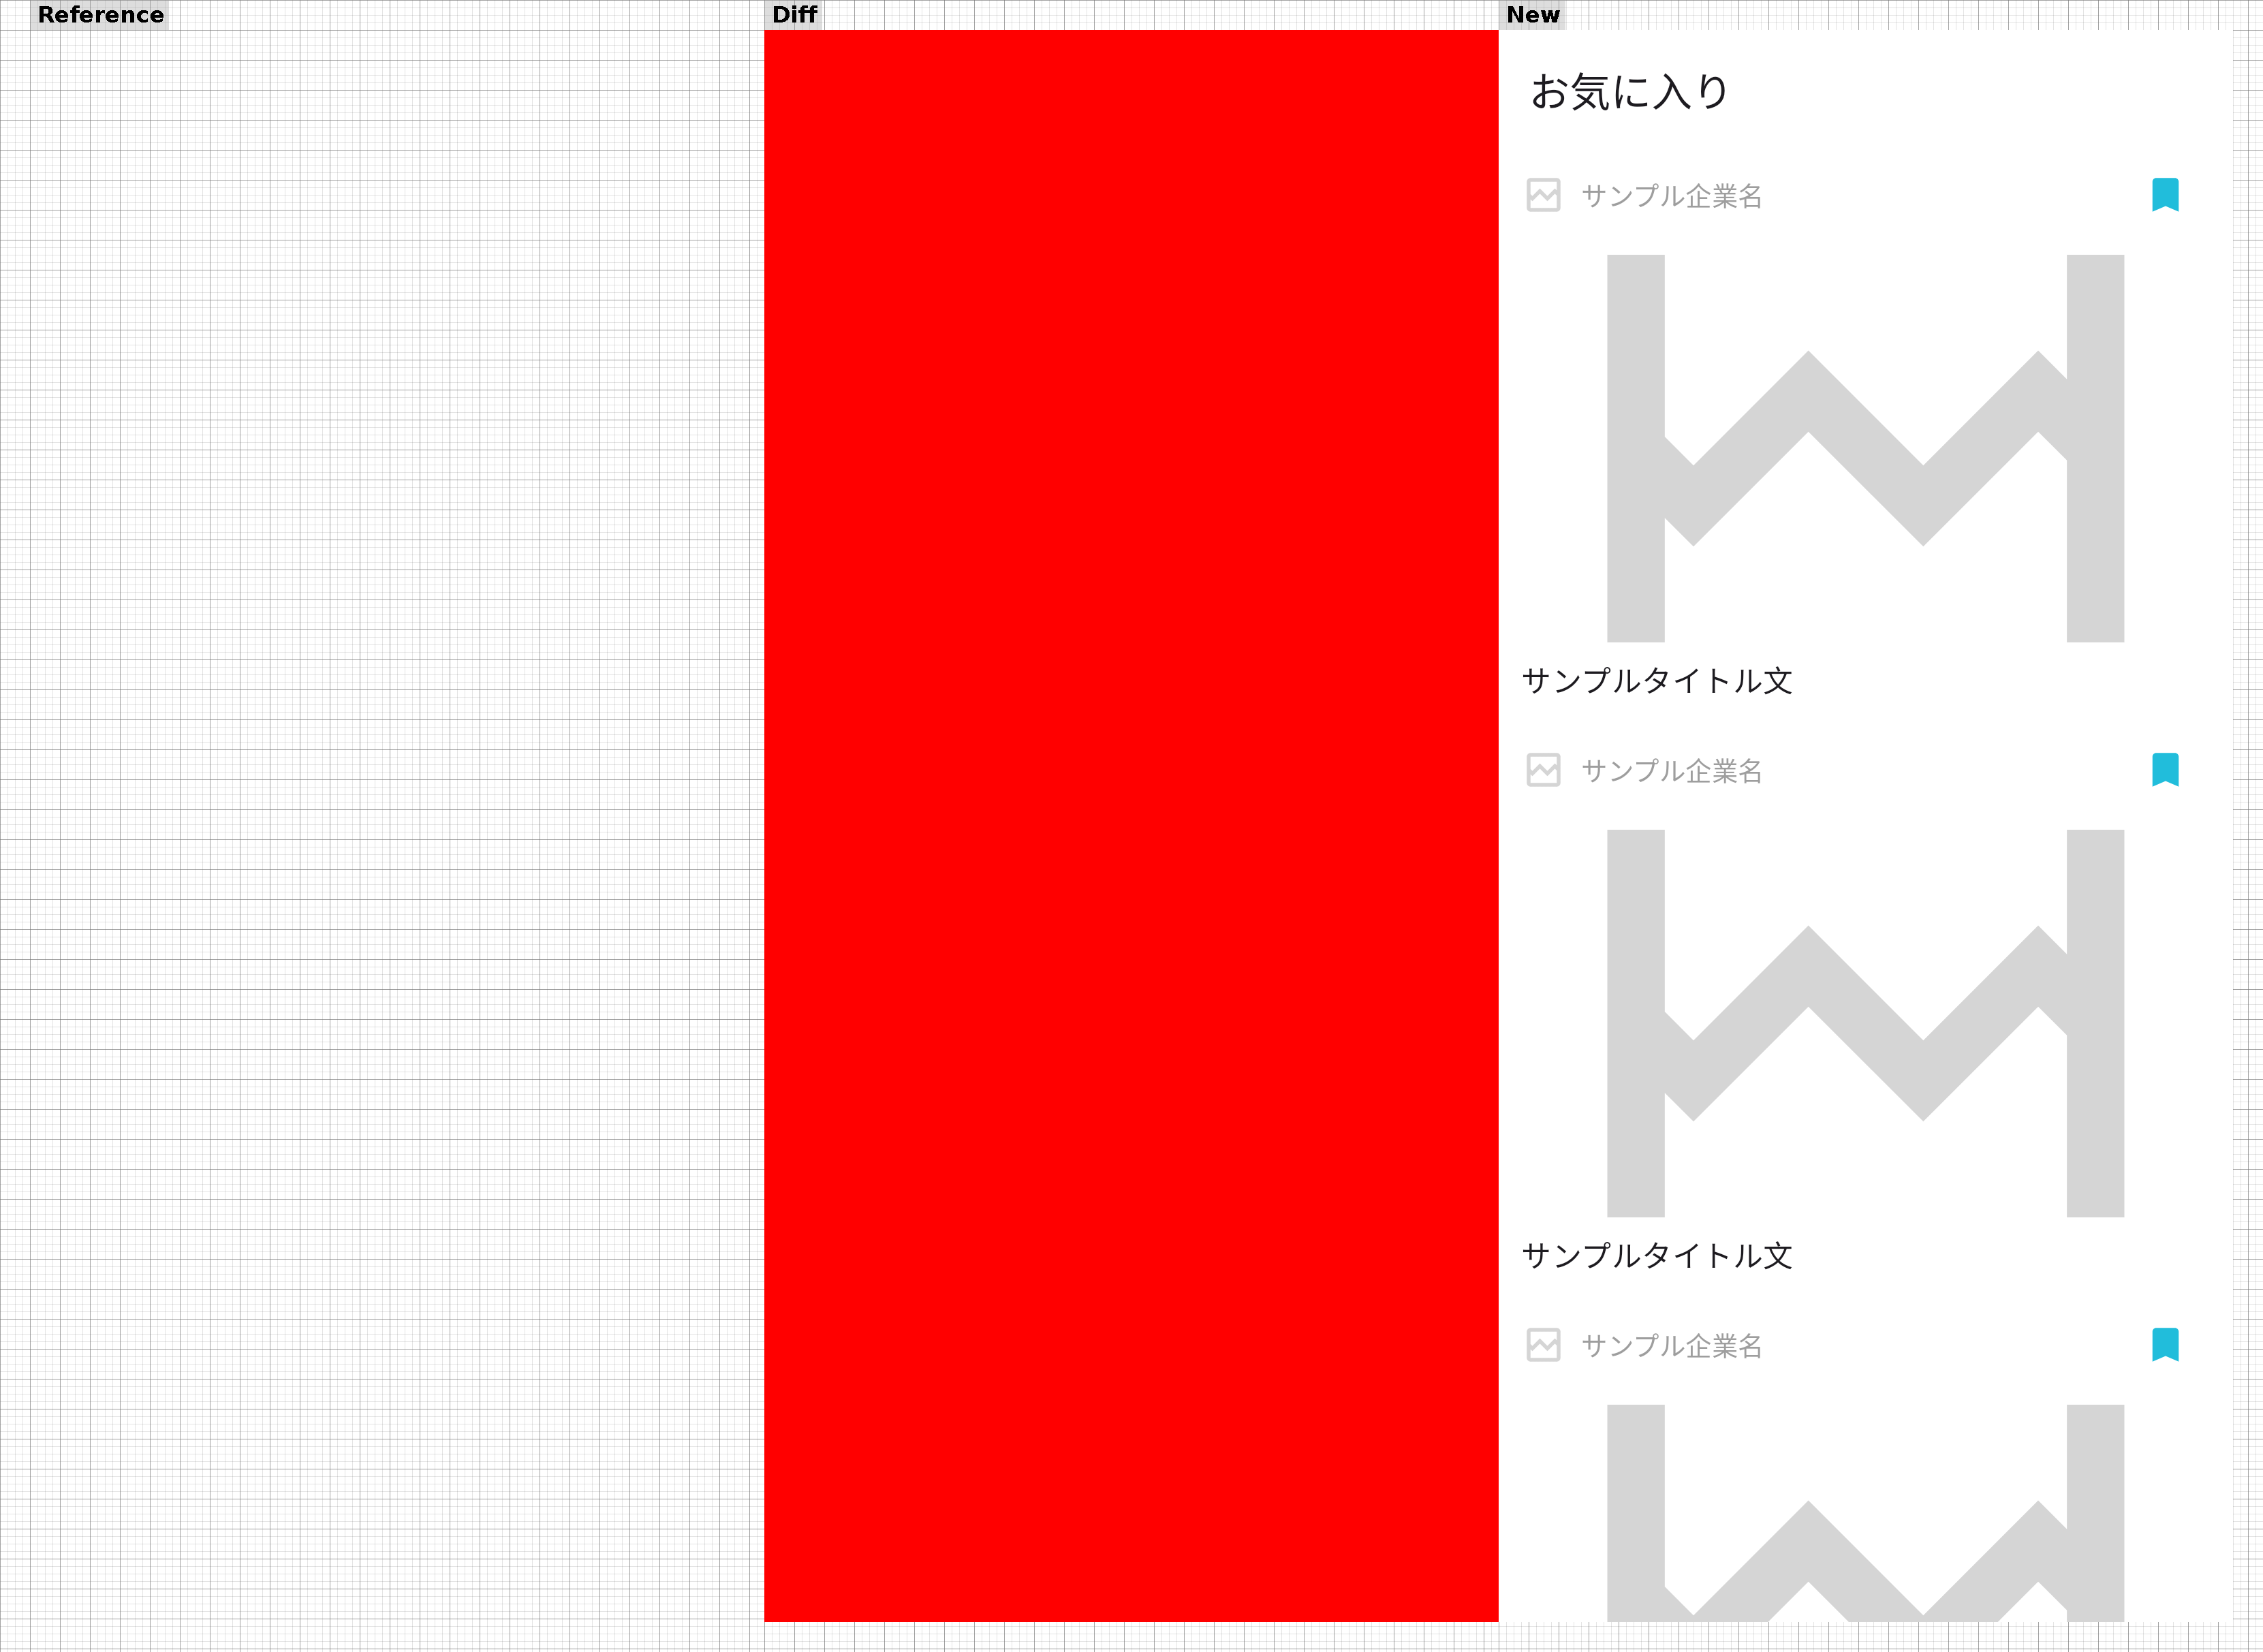 Reference
Diff
New
お気に入り
サンプル企業名
サンプルタイトル文
サンプル企業名
サンプルタイトル文
サンプル企業名